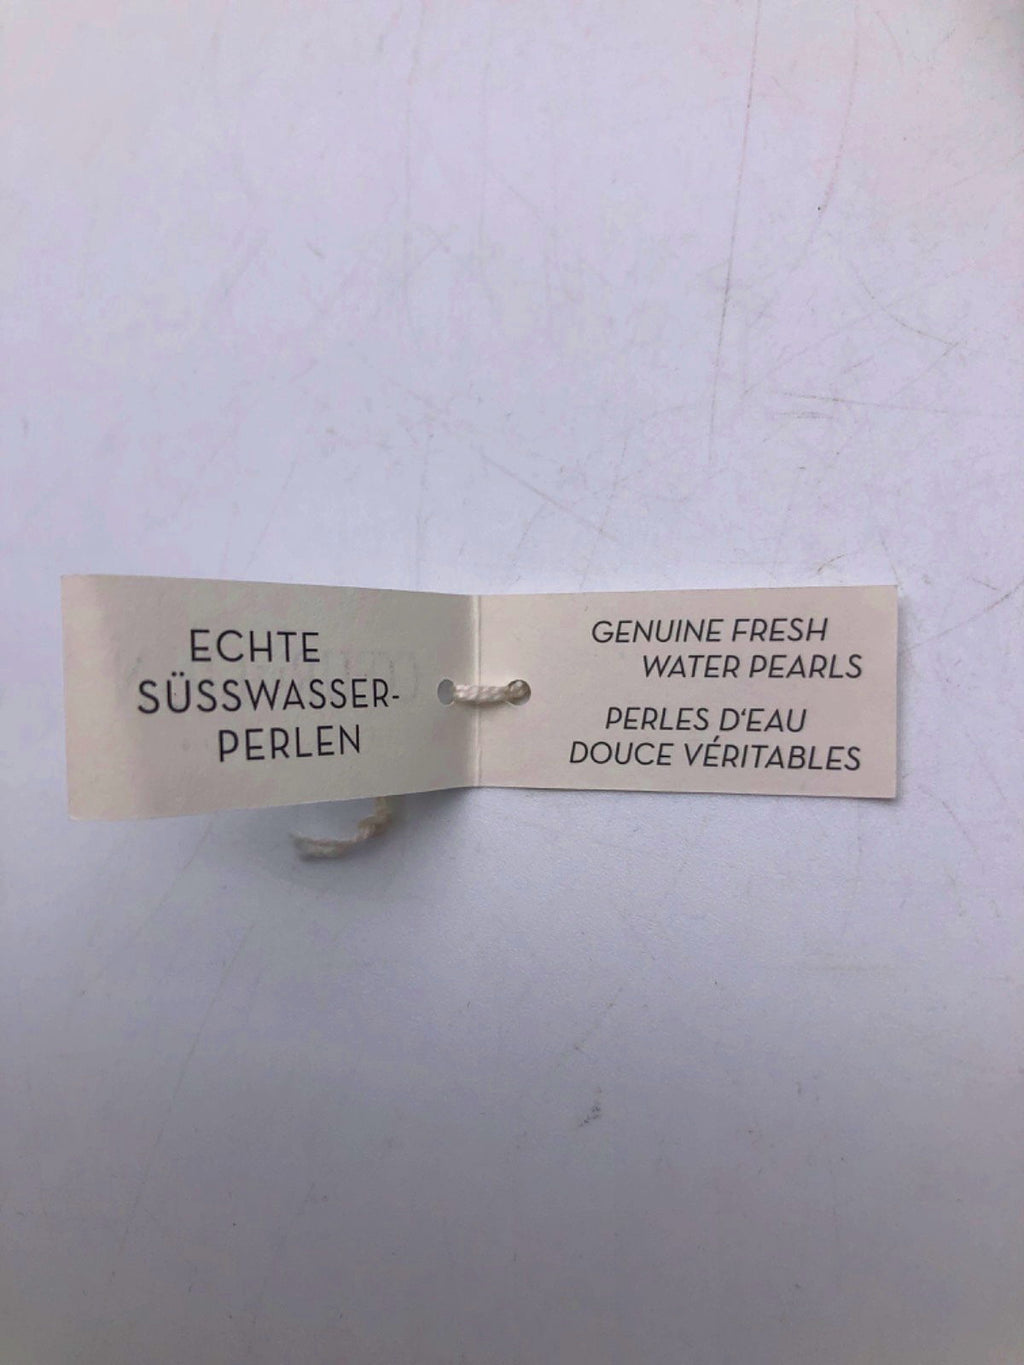 ECHTE
SÜSSWASSER-
PERLEN
GENUINE FRESH
WATER PEARLS
PERLES D'EAU
DOUCE VÉRITABLES